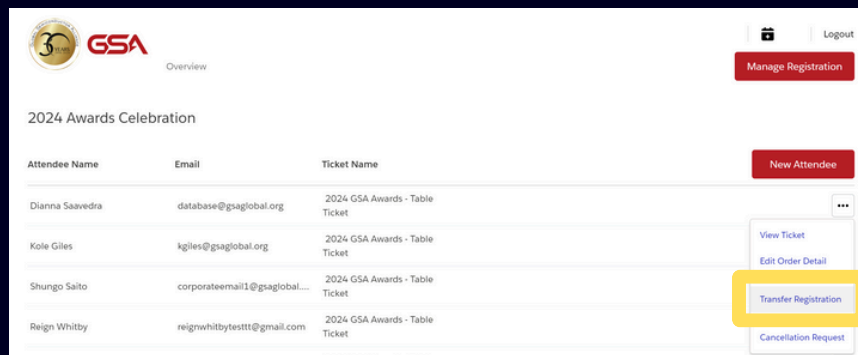 30
YEARS
GSA
Logout
Overview
Manage Registration
2024 Awards Celebration
Attendee Name Email Ticket Name New Attendee
Dianna Saavedra database@gsaglobal.org 2024 GSA Awards - Table
Ticket
View Ticket
Kole Giles kgiles@gsaglobal.org 2024 GSA Awards - Table
Ticket
Edit Order Detail
Shungo Saito corporateemail1@gsaglobal.... 2024 GSA Awards - Table
Ticket
Transfer Registration
Reign Whitby reignwhitbytesttt@gmail.com 2024 GSA Awards - Table
Ticket
Cancellation Request